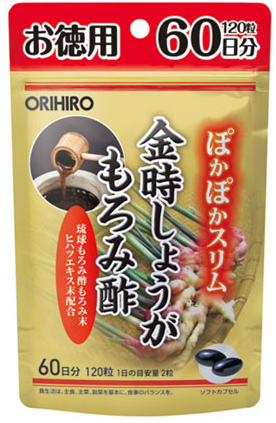 お徳用 60日分 120粒
ORIHIRO
ぽかぽかスリム
金時しょうが
もろみ酢
琉球もろみ酢もろみ末
ヒハツエキス末配合
60日分 120粒 1日の目安量 2粒
食生活は、主食、主菜、副菜を基本に、食事のバランスを。
ソフトカプセル